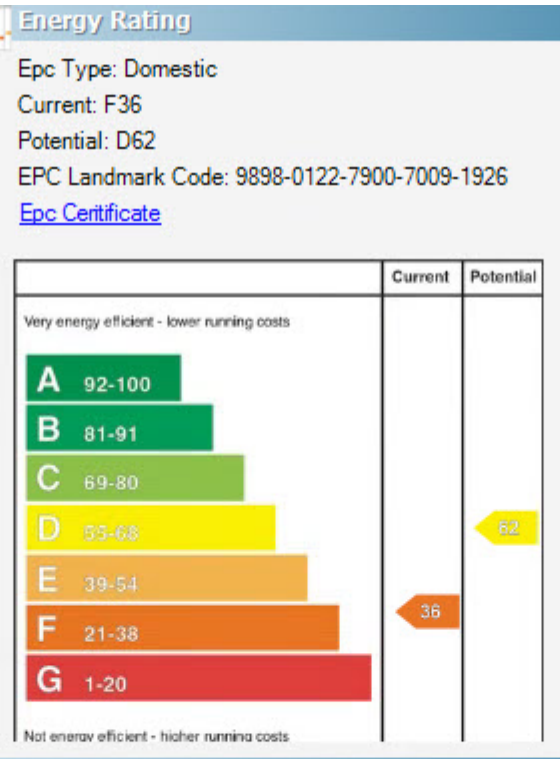 Energy Rating
Epc Type: Domestic
Current: F36
Potential: D62
EPC Landmark Code: 9898-0122-7900-7009-1926
Epc Ceritificate
Current Potential
Very energy efficient - lower running costs
A 92-100
B 81-91
C 69-80
D 55-68
62
E 39-54
F 21-38
36
G 1-20
Not energy efficient - higher running costs